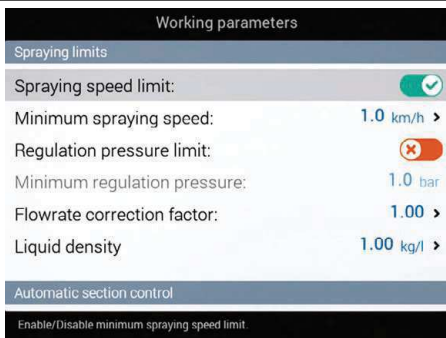 Working parameters
Spraying limits
Spraying speed limit:
Minimum spraying speed: 1.0 km/h >
Regulation pressure limit:
Minimum regulation pressure: 1.0 bar
Flowrate correction factor: 1.00 >
Liquid density 1.00 kg/l >
Automatic section control
Enable/Disable minimum spraying speed limit.